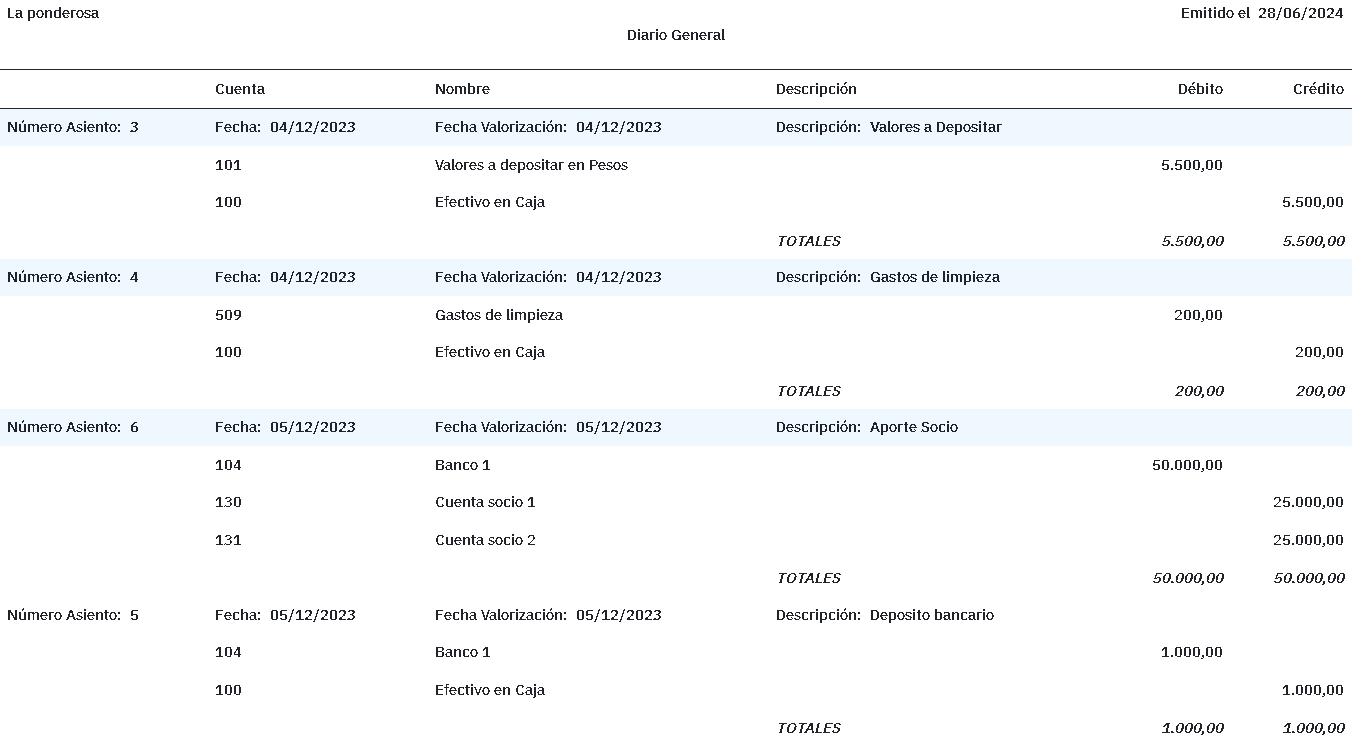 La ponderosa Emitido el 28/06/2024
Diario General
Cuenta Nombre Descripción Débito Crédito
Número Asiento: 3 Fecha: 04/12/2023 Fecha Valorización: 04/12/2023 Descripción: Valores a Depositar
101 Valores a depositar en Pesos 5.500,00
100 Efectivo en Caja 5.500,00
TOTALES 5.500,00 5.500,00
Número Asiento: 4 Fecha: 04/12/2023 Fecha Valorización: 04/12/2023 Descripción: Gastos de limpieza
509 Gastos de limpieza 200,00
100 Efectivo en Caja 200,00
TOTALES 200,00 200,00
Número Asiento: 6 Fecha: 05/12/2023 Fecha Valorización: 05/12/2023 Descripción: Aporte Socio
104 Banco 1 50.000,00
130 Cuenta socio 1 25.000,00
131 Cuenta socio 2 25.000,00
TOTALES 50.000,00 50.000,00
Número Asiento: 5 Fecha: 05/12/2023 Fecha Valorización: 05/12/2023 Descripción: Deposito bancario
104 Banco 1 1.000,00
100 Efectivo en Caja 1.000,00
TOTALES 1.000,00 1.000,00